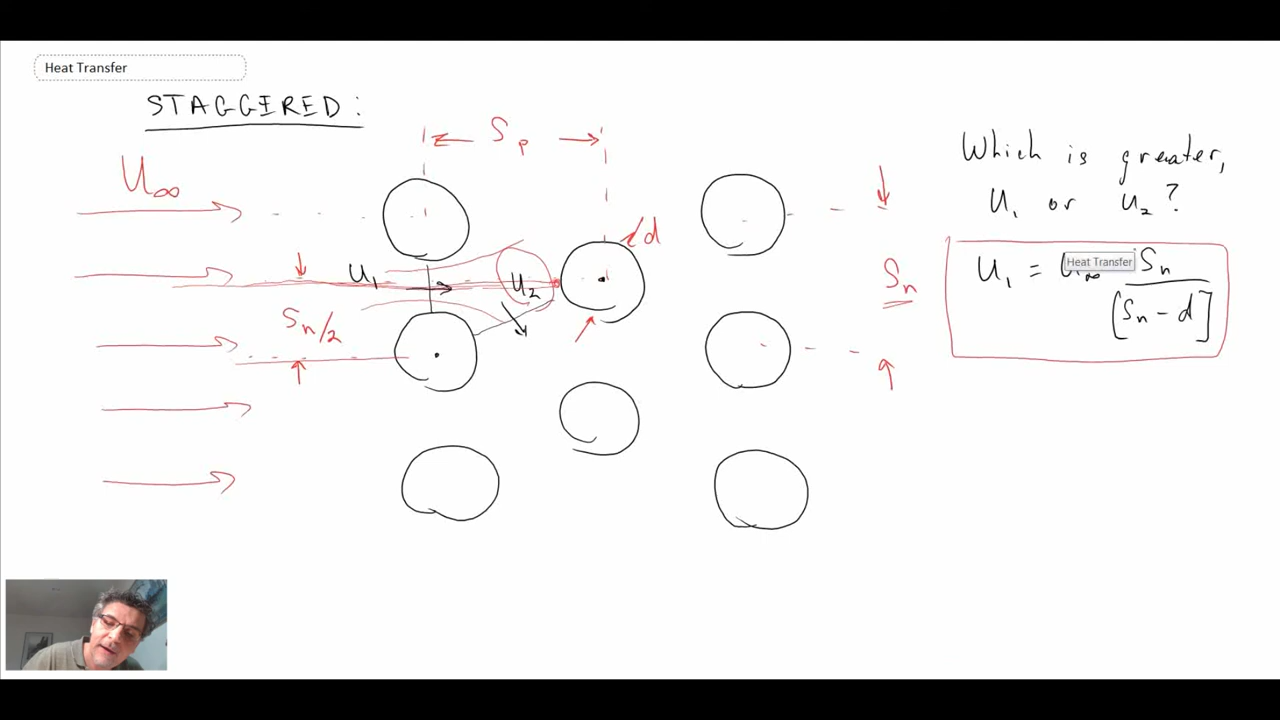 Heat Transfer
STAGGERED:
Sp
U∞
d
U1
U2
Sn/2
Sn
Which is greater,
U1 or U2?
U1 = U∞ Sn
[Sn - d]
Heat Transfer